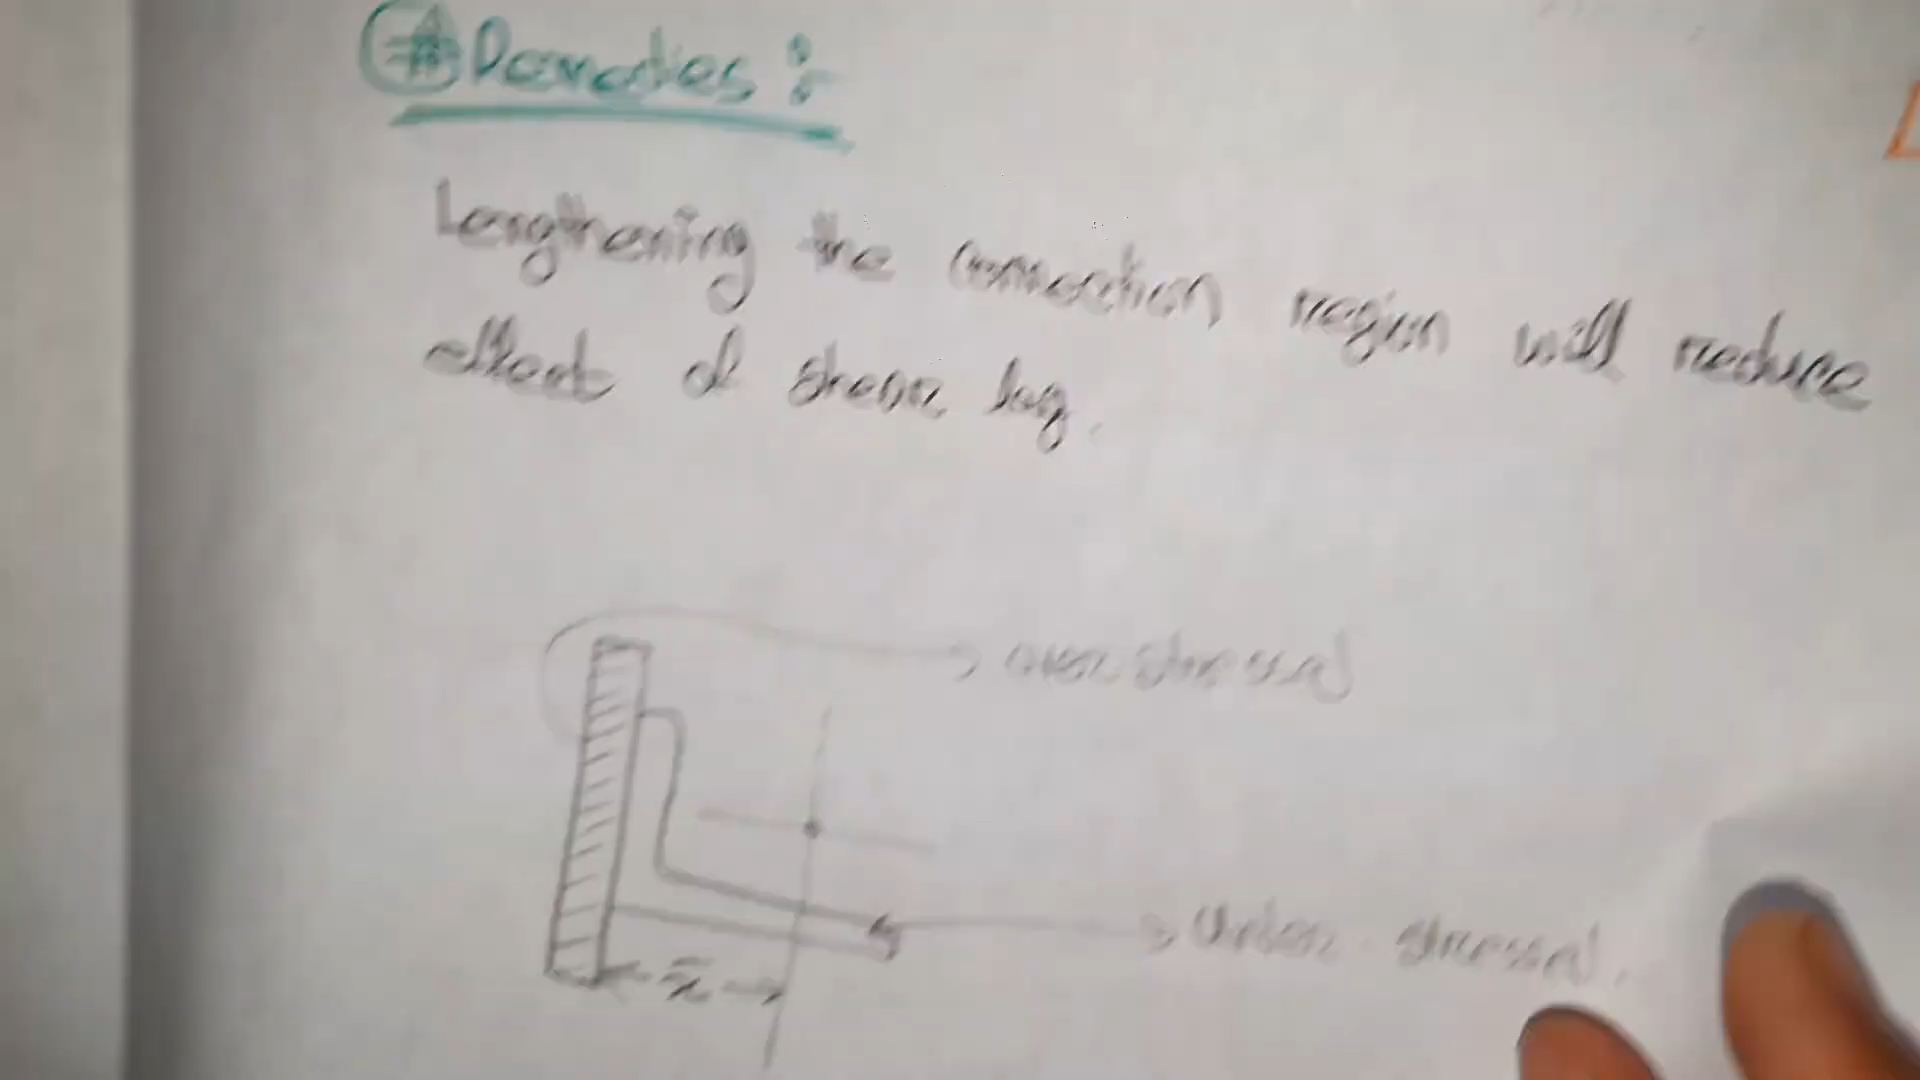 # Remedies :-
Lengthening the connection region will reduce
effect of shear lag.
over stressed
Under stressed.
x̄